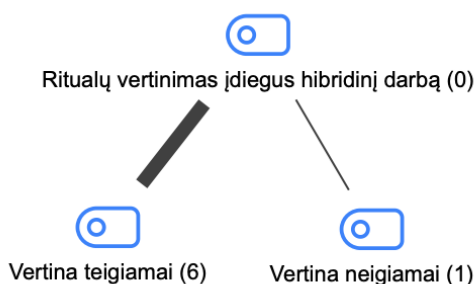 Ritualų vertinimas įdiegus hibridinį darbą (0)
Vertina teigiamai (6)
Vertina neigiamai (1)